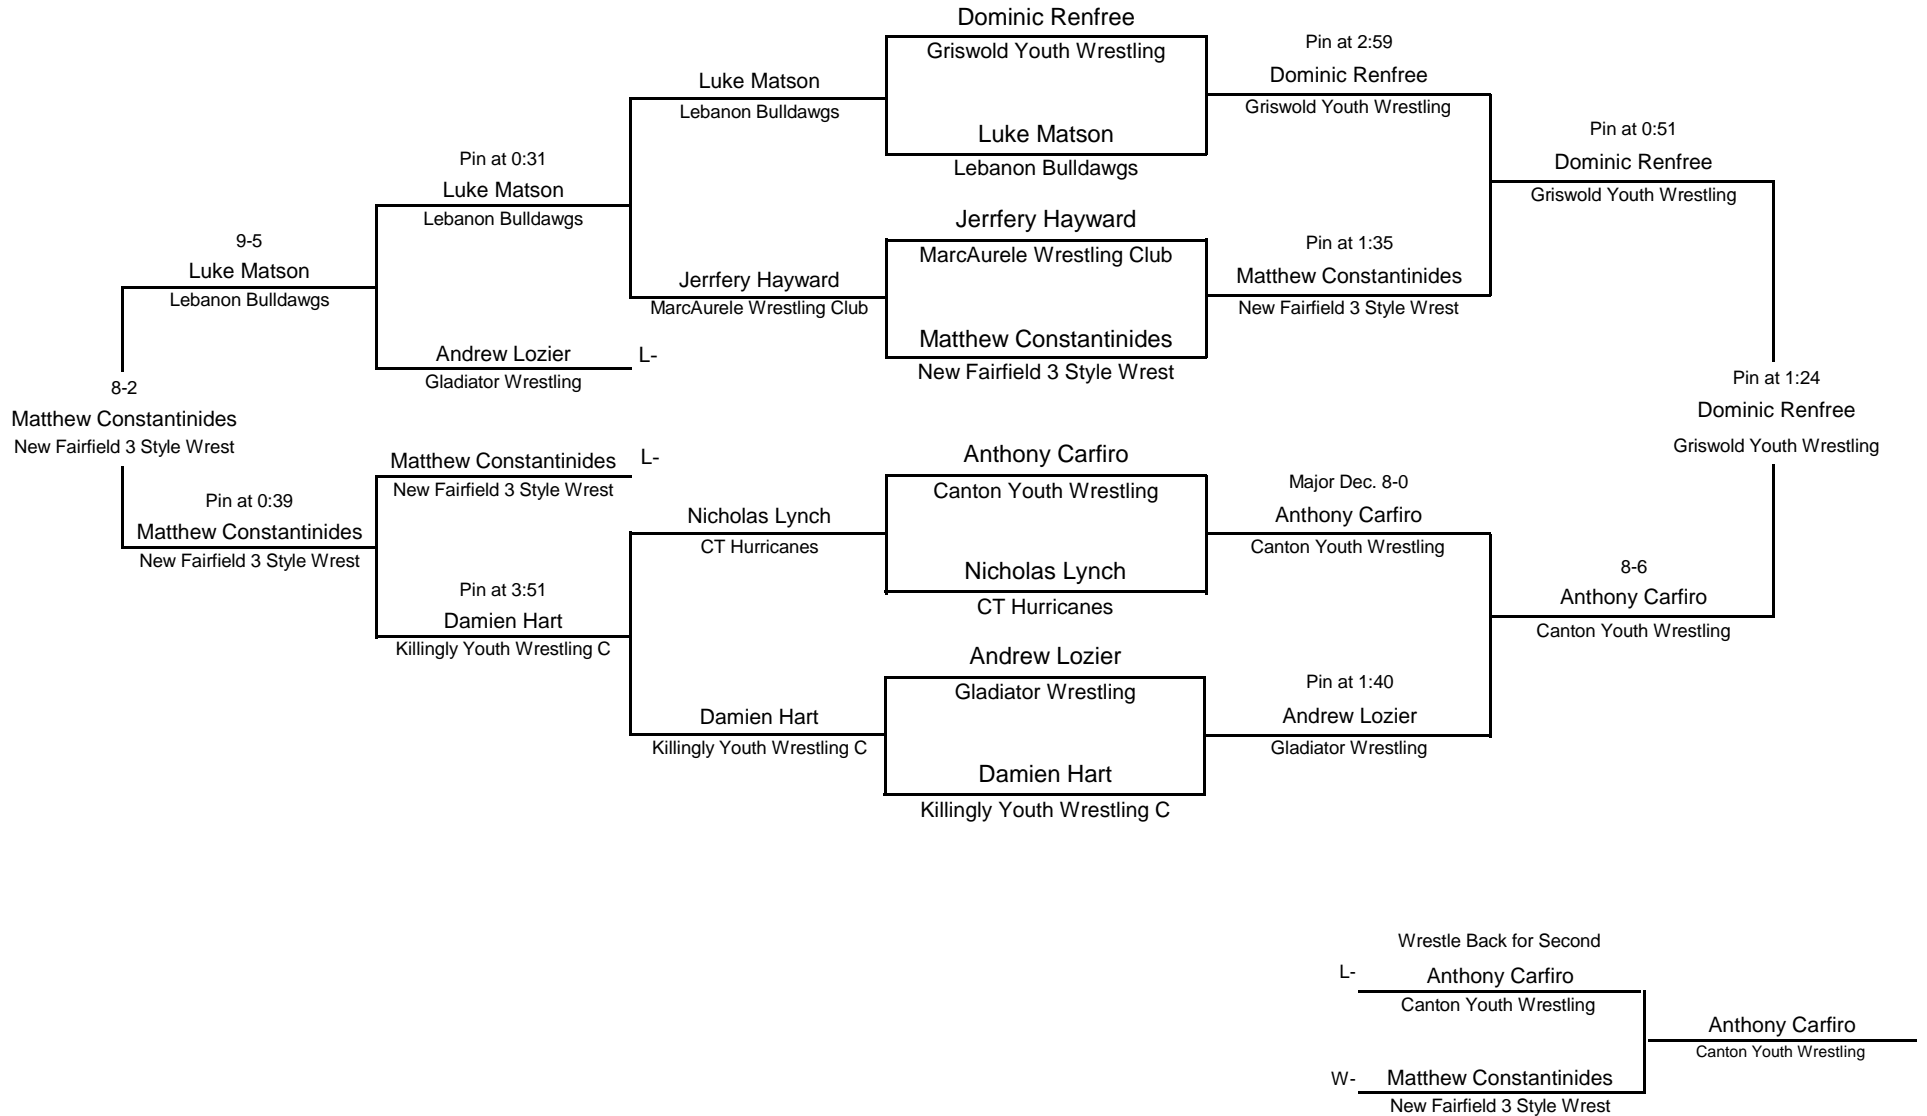 Dominic Renfree
Griswold Youth Wrestling
Pin at 2:59
Luke Matson
Dominic Renfree
Lebanon Bulldawgs
Griswold Youth Wrestling
Luke Matson
Pin at 0:51
Pin at 0:31
Lebanon Bulldawgs
Dominic Renfree
Luke Matson
Griswold Youth Wrestling
Lebanon Bulldawgs
Jerrfery Hayward
9-5
MarcAurele Wrestling Club
Pin at 1:35
Luke Matson
Jerrfery Hayward
Matthew Constantinides
Lebanon Bulldawgs
MarcAurele Wrestling Club
New Fairfield 3 Style Wrest
Matthew Constantinides
Andrew Lozier
L-
New Fairfield 3 Style Wrest
Gladiator Wrestling
Pin at 1:24
8-2
Dominic Renfree
Matthew Constantinides
Griswold Youth Wrestling
New Fairfield 3 Style Wrest
Matthew Constantinides
L-
Anthony Carfiro
New Fairfield 3 Style Wrest
Canton Youth Wrestling
Major Dec. 8-0
Pin at 0:39
Nicholas Lynch
Anthony Carfiro
Matthew Constantinides
CT Hurricanes
Canton Youth Wrestling
New Fairfield 3 Style Wrest
Nicholas Lynch
8-6
Pin at 3:51
CT Hurricanes
Anthony Carfiro
Damien Hart
Canton Youth Wrestling
Killingly Youth Wrestling C
Andrew Lozier
Gladiator Wrestling
Pin at 1:40
Damien Hart
Andrew Lozier
Killingly Youth Wrestling C
Gladiator Wrestling
Damien Hart
Killingly Youth Wrestling C
Wrestle Back for Second
L-
Anthony Carfiro
Canton Youth Wrestling
Anthony Carfiro
Canton Youth Wrestling
W-
Matthew Constantinides
New Fairfield 3 Style Wrest